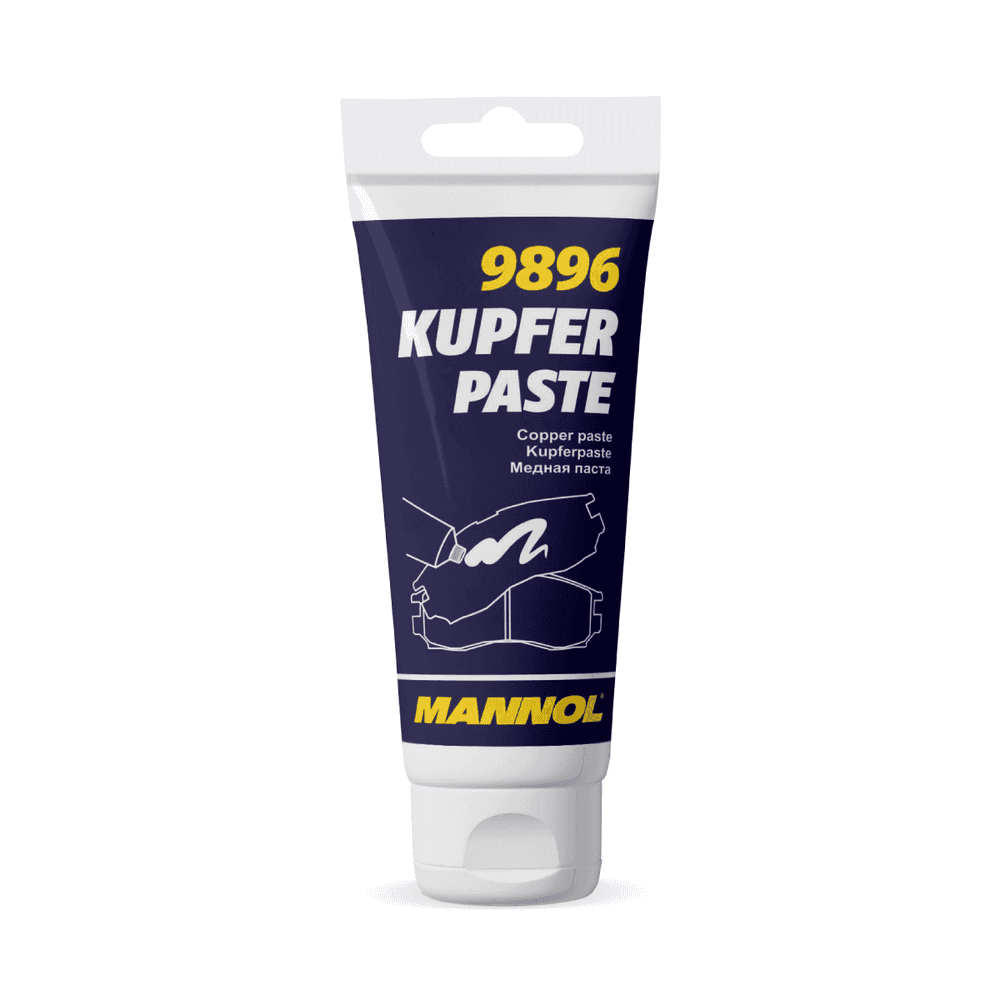 9896
KUPFER
PASTE
Copper paste
Kupferpaste
Медная паста
MANNOL®